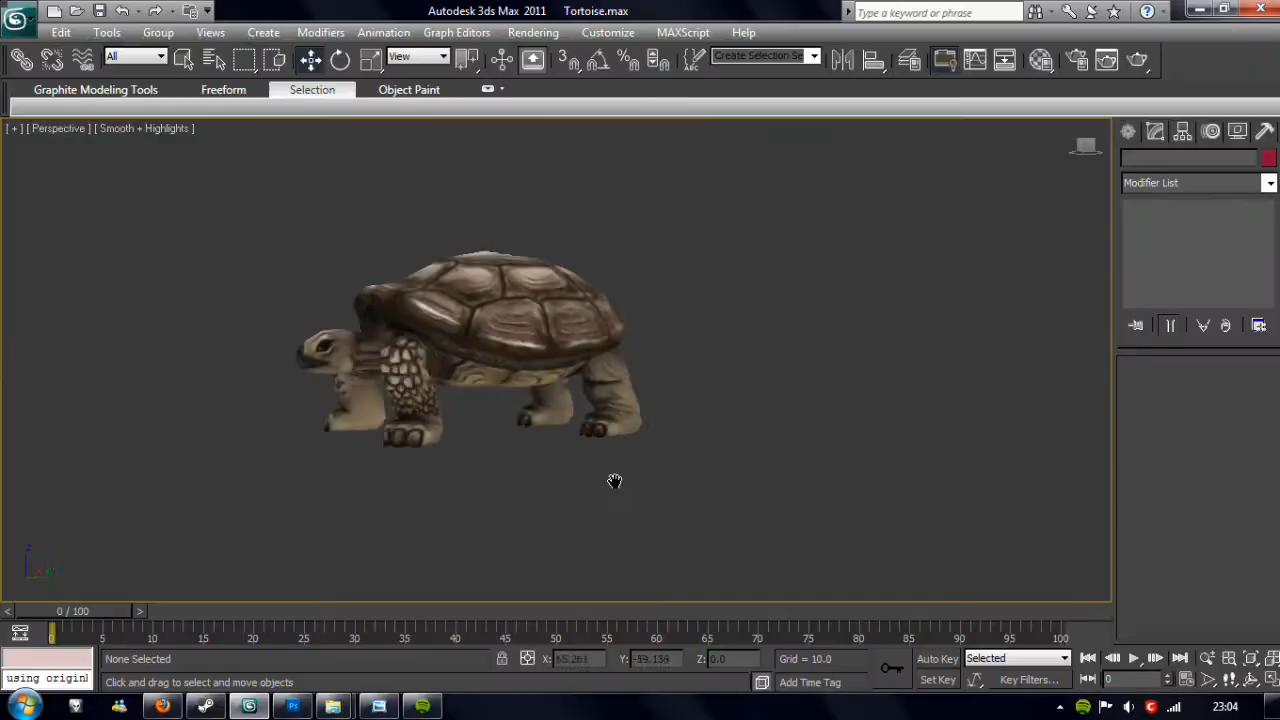 Autodesk 3ds Max 2011 Tortoise.max
Type a keyword or phrase
Edit Tools Group Views Create Modifiers Animation Graph Editors Rendering Customize MAXScript Help
All View Create Selection Se
Graphite Modeling Tools Freeform Selection Object Paint
[ + ] [ Perspective ] [ Smooth + Highlights ]
Modifier List
0 / 100
0 5 10 15 20 25 30 35 40 45 50 55 60 65 70 75 80 85 90 95 100
None Selected X: Y: Z: 0.0 Grid = 10.0 Auto Key Selected
using originl Click and drag to select and move objects Add Time Tag Set Key Key Filters... 0
23:04